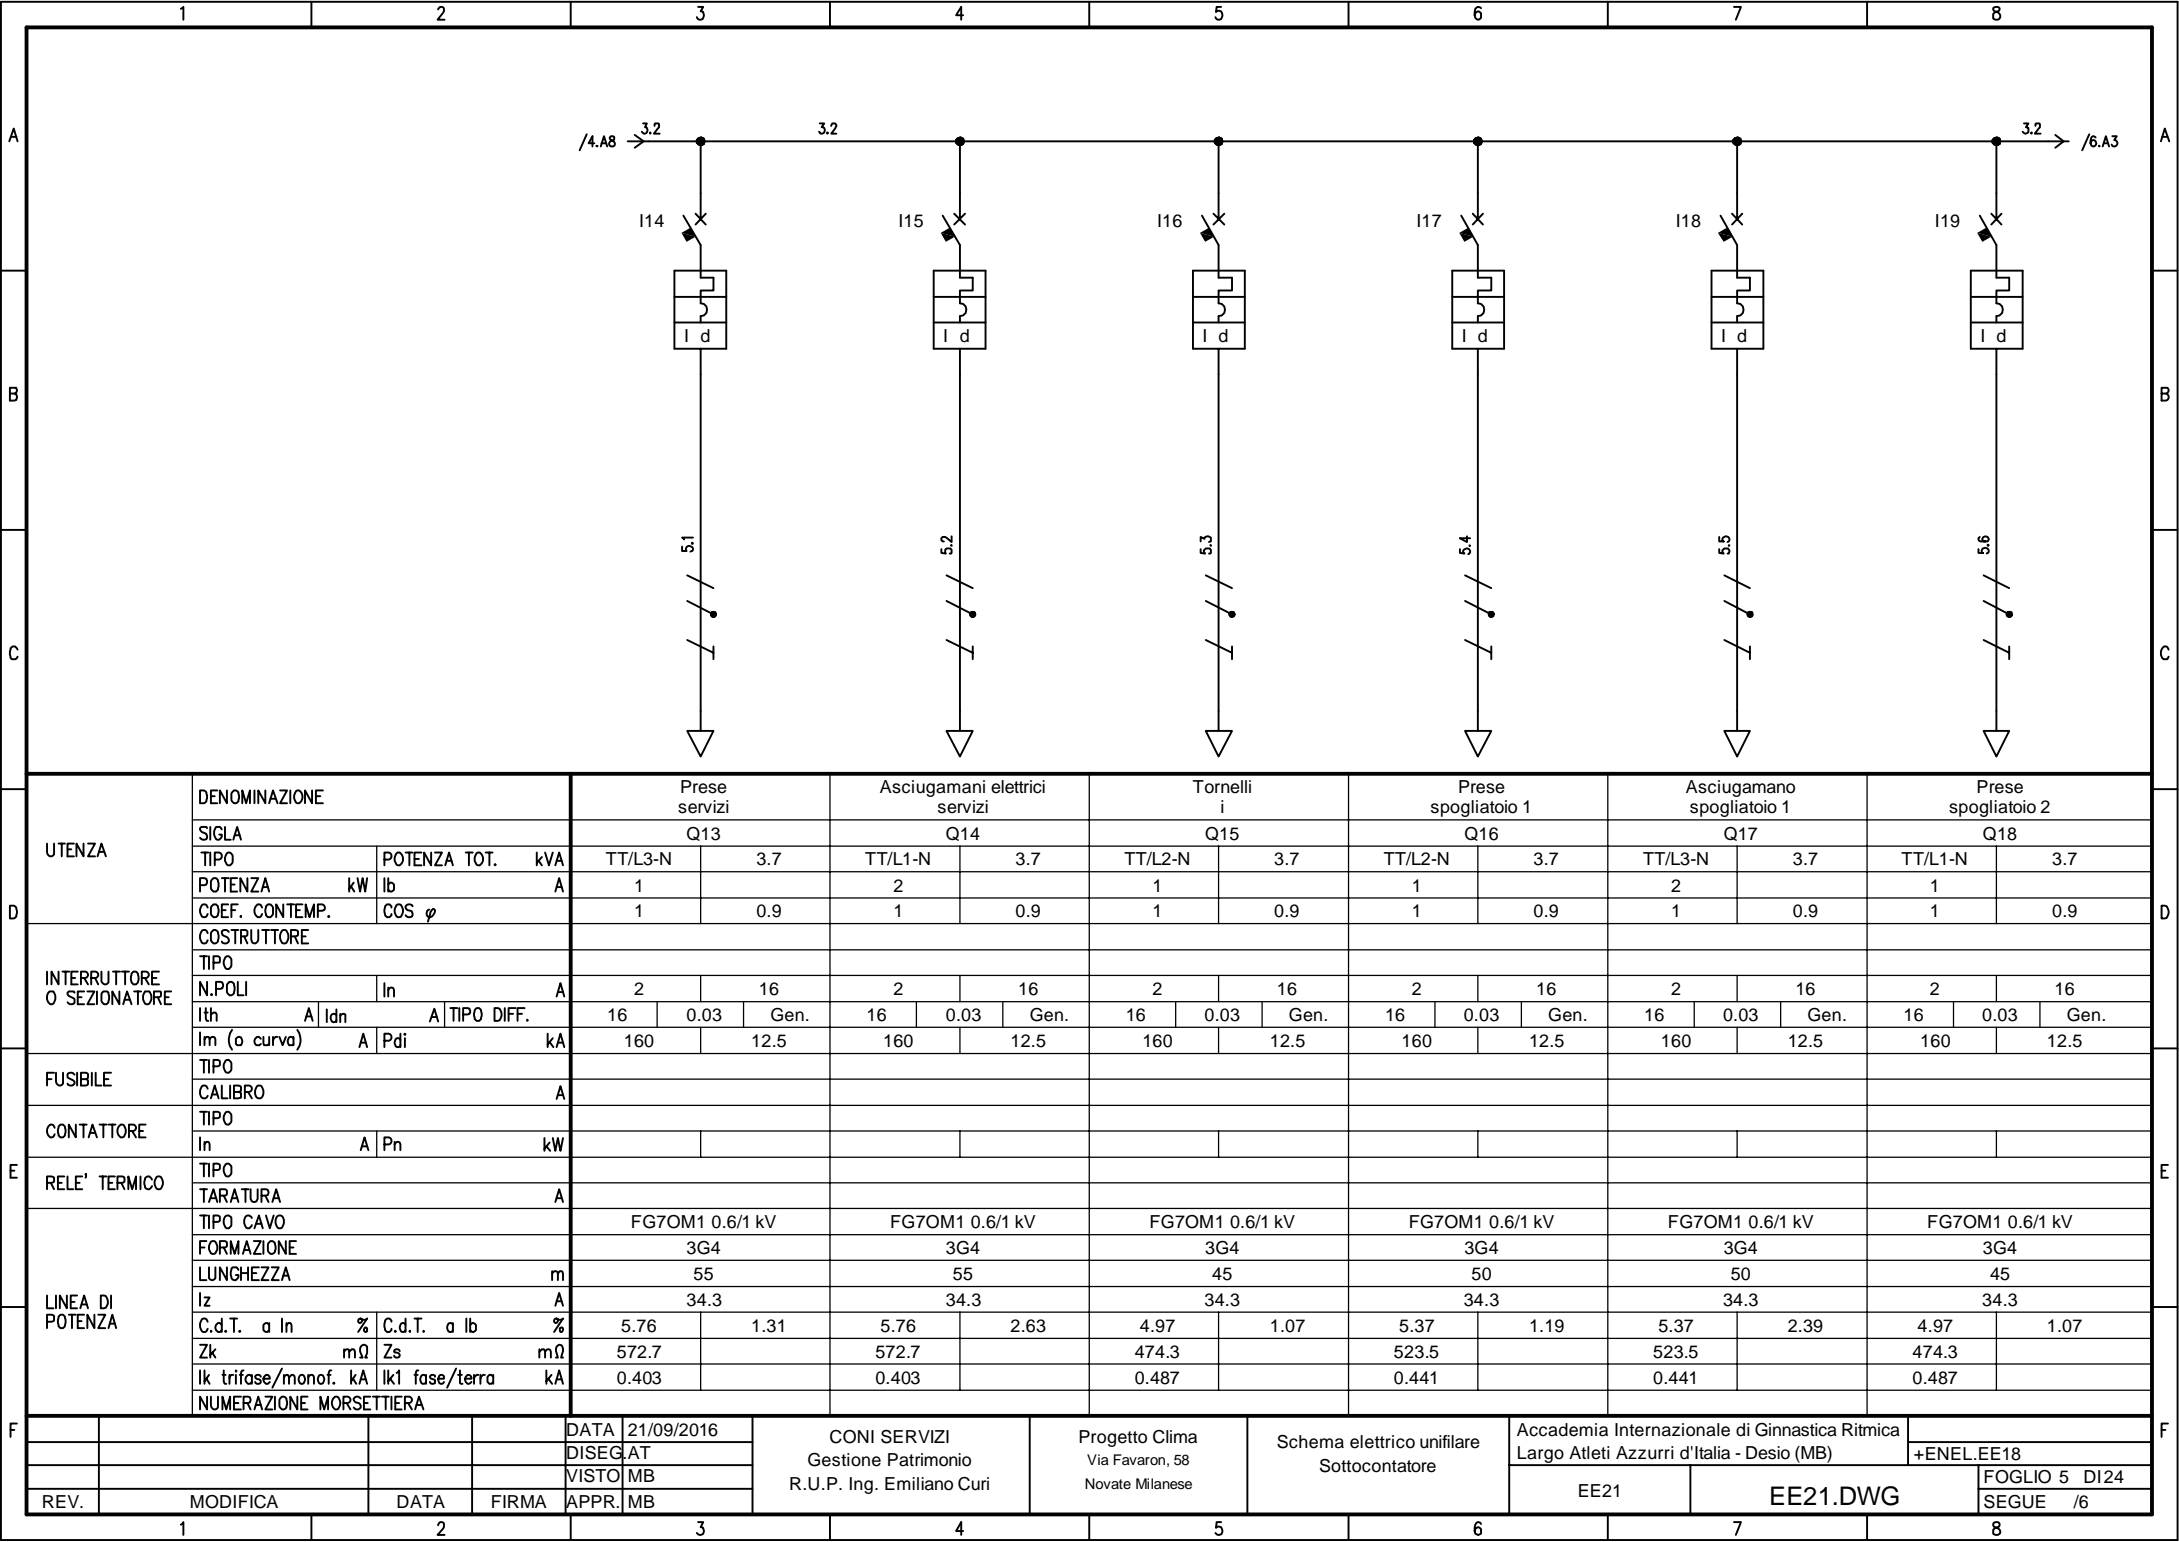 1 2 3 4 5 6 7 8
A A
/4.A8 3.2 3.2 3.2 /6.A3
I14 I15 I16 I17 I18 I19
I d I d I d I d I d I d
B B
5.1 5.2 5.3 5.4 5.5 5.6
C C
UTENZA
DENOMINAZIONE Prese servizi Asciugamani elettrici servizi Tornelli i Prese spogliatoio 1 Asciugamano spogliatoio 1 Prese spogliatoio 2
SIGLA Q13 Q14 Q15 Q16 Q17 Q18
TIPO POTENZA TOT. kVA TT/L3-N 3.7 TT/L1-N 3.7 TT/L2-N 3.7 TT/L2-N 3.7 TT/L3-N 3.7 TT/L1-N 3.7
POTENZA kW Ib A 1 2 1 1 2 1
D COEF. CONTEMP. COS φ 1 0.9 1 0.9 1 0.9 1 0.9 1 0.9 1 0.9 D
INTERRUTTORE
O SEZIONATORE
COSTRUTTORE
TIPO
N.POLI In A 2 16 2 16 2 16 2 16 2 16 2 16
Ith A Idn A TIPO DIFF. 16 0.03 Gen. 16 0.03 Gen. 16 0.03 Gen. 16 0.03 Gen. 16 0.03 Gen. 16 0.03 Gen.
Im (o curva) A Pdi kA 160 12.5 160 12.5 160 12.5 160 12.5 160 12.5 160 12.5
FUSIBILE
TIPO
CALIBRO A
CONTATTORE
TIPO
In A Pn kW
E RELE' TERMICO E
TIPO
TARATURA A
LINEA DI
POTENZA
TIPO CAVO FG7OM1 0.6/1 kV FG7OM1 0.6/1 kV FG7OM1 0.6/1 kV FG7OM1 0.6/1 kV FG7OM1 0.6/1 kV FG7OM1 0.6/1 kV
FORMAZIONE 3G4 3G4 3G4 3G4 3G4 3G4
LUNGHEZZA m 55 55 45 50 50 45
Iz A 34.3 34.3 34.3 34.3 34.3 34.3
C.d.T. a In % C.d.T. a Ib % 5.76 1.31 5.76 2.63 4.97 1.07 5.37 1.19 5.37 2.39 4.97 1.07
Zk mΩ Zs mΩ 572.7 572.7 474.3 523.5 523.5 474.3
Ik trifase/monof. kA Ik1 fase/terra kA 0.403 0.403 0.487 0.441 0.441 0.487
NUMERAZIONE MORSETTIERA
F F
REV. MODIFICA DATA FIRMA
DATA 21/09/2016
DISEG. AT
VISTO MB
APPR. MB
CONI SERVIZI
Gestione Patrimonio
R.U.P. Ing. Emiliano Curi
Progetto Clima
Via Favaron, 58
Novate Milanese
Schema elettrico unifilare
Sottocontatore
Accademia Internazionale di Ginnastica Ritmica
Largo Atleti Azzurri d'Italia - Desio (MB)
EE21 EE21.DWG
+ENEL.EE18
FOGLIO 5 DI 24
SEGUE /6
1 2 3 4 5 6 7 8